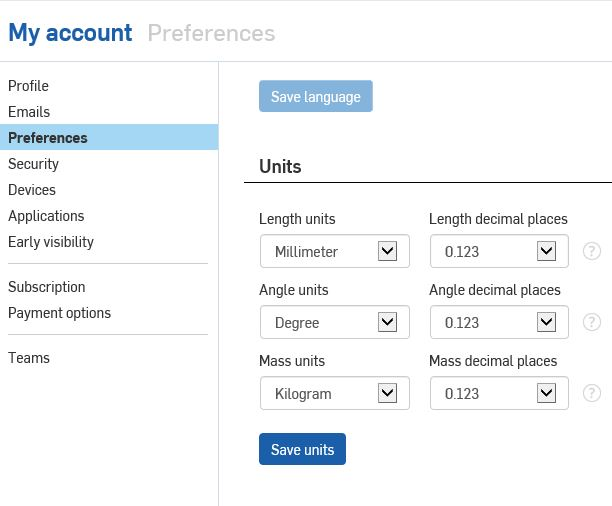 My account Preferences
Profile
Emails
Preferences
Security
Devices
Applications
Early visibility
Subscription
Payment options
Teams
Save language
Units
Length units Length decimal places
Millimeter 0.123 ?
Angle units Angle decimal places
Degree 0.123 ?
Mass units Mass decimal places
Kilogram 0.123 ?
Save units